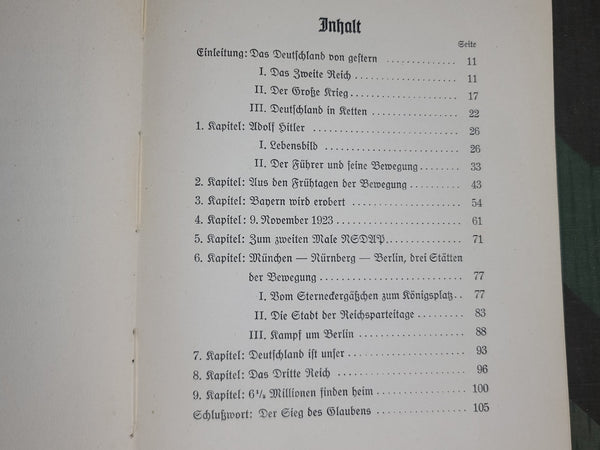 Inhalt
Seite
Einleitung: Das Deutschland von gestern .............. 11
I. Das Zweite Reich ..................... 11
II. Der Große Krieg ..................... 17
III. Deutschland in Ketten .................. 22
1. Kapitel: Adolf Hitler ........................... 26
I. Lebensbild ......................... 26
II. Der Führer und seine Bewegung ........ 33
2. Kapitel: Aus den Frühtagen der Bewegung .......... 43
3. Kapitel: Bayern wird erobert ..................... 54
4. Kapitel: 9. November 1923 ....................... 61
5. Kapitel: Zum zweiten Male NSDAP. .............. 71
6. Kapitel: München — Nürnberg — Berlin, drei Stätten
der Bewegung ........................... 77
I. Vom Sterneckergäßchen zum Königsplatz .. 77
II. Die Stadt der Reichsparteitage ......... 83
III. Kampf um Berlin .................... 88
7. Kapitel: Deutschland ist unser ...................... 93
8. Kapitel: Das Dritte Reich ......................... 96
9. Kapitel: 6¼ Millionen finden heim ................. 100
Schlußwort: Der Sieg des Glaubens ................. 105